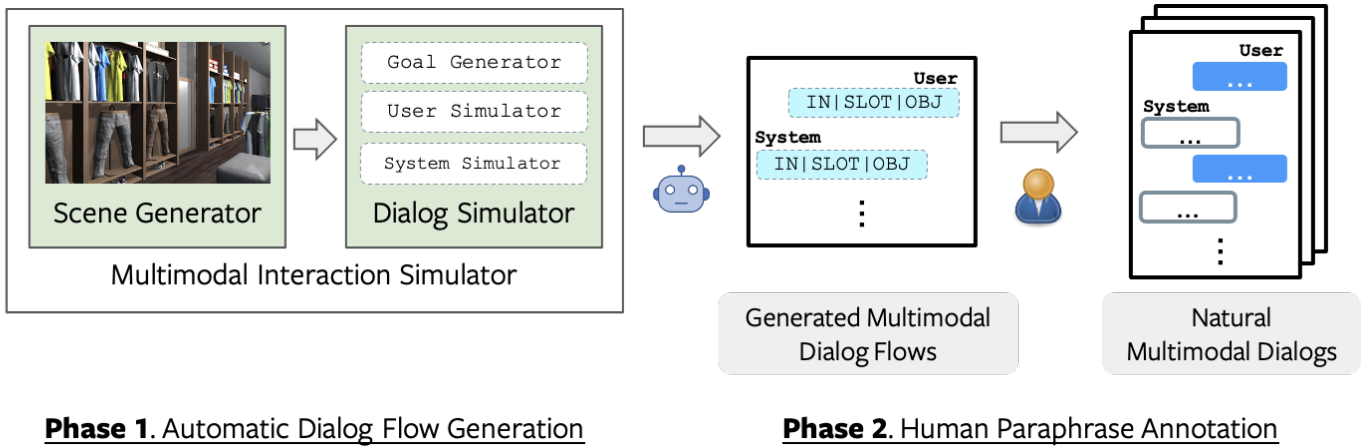 Scene Generator
Goal Generator
User Simulator
System Simulator
Dialog Simulator
Multimodal Interaction Simulator
User
IN|SLOT|OBJ
System
IN|SLOT|OBJ
⋮
Generated Multimodal
Dialog Flows
User
...
System
...
...
...
⋮
Natural
Multimodal Dialogs
Phase 1. Automatic Dialog Flow Generation
Phase 2. Human Paraphrase Annotation